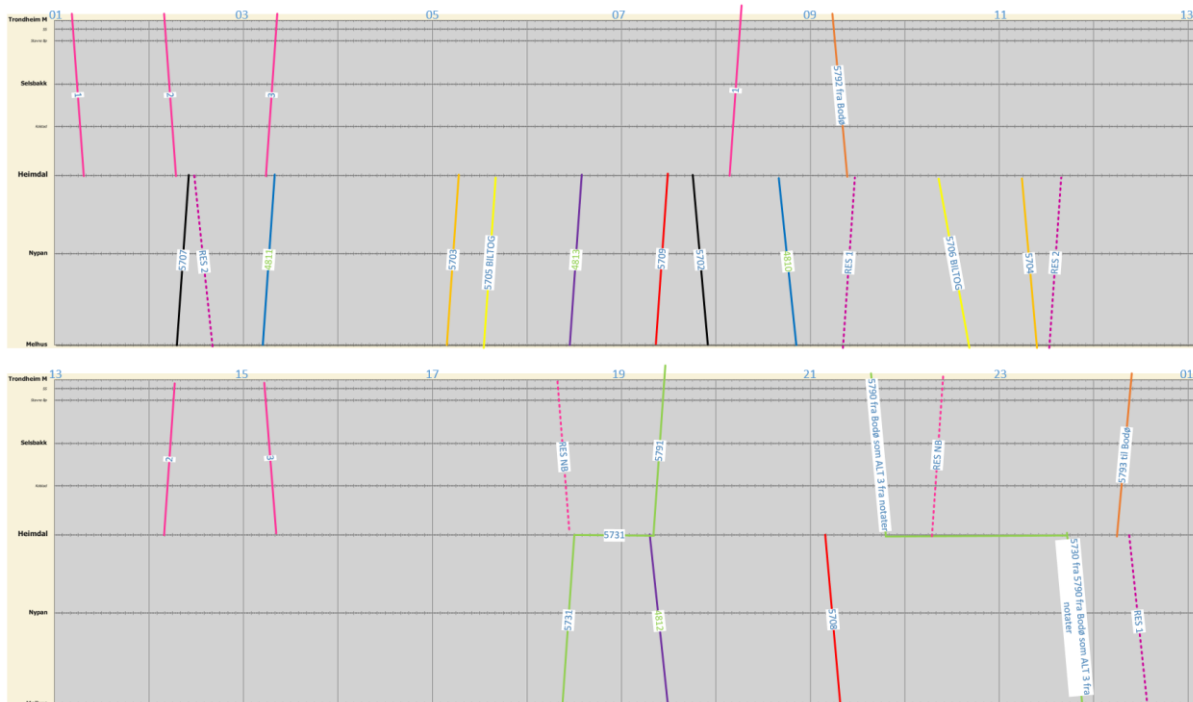 01 03 05 07 09 11 13
Trondheim M
Selsbakk
Heimdal
Nypan
Melhus
1
2
3
1
5792 fra Bodø
5707
RES 2
4811
5703
5705 BILTOG
4813
5709
5702
4810
RES 1
5706 BILTOG
5704
RES 2
13 15 17 19 21 23 01
Trondheim M
Selsbakk
Heimdal
Nypan
2
3
RES NB
5791
5790 fra Bodø som ALT 3 fra notater
RES NB
5793 til Bodø
5731
5731
4812
5708
5730 fra 5790 fra Bodø som ALT 3 fra
notater
RES 1